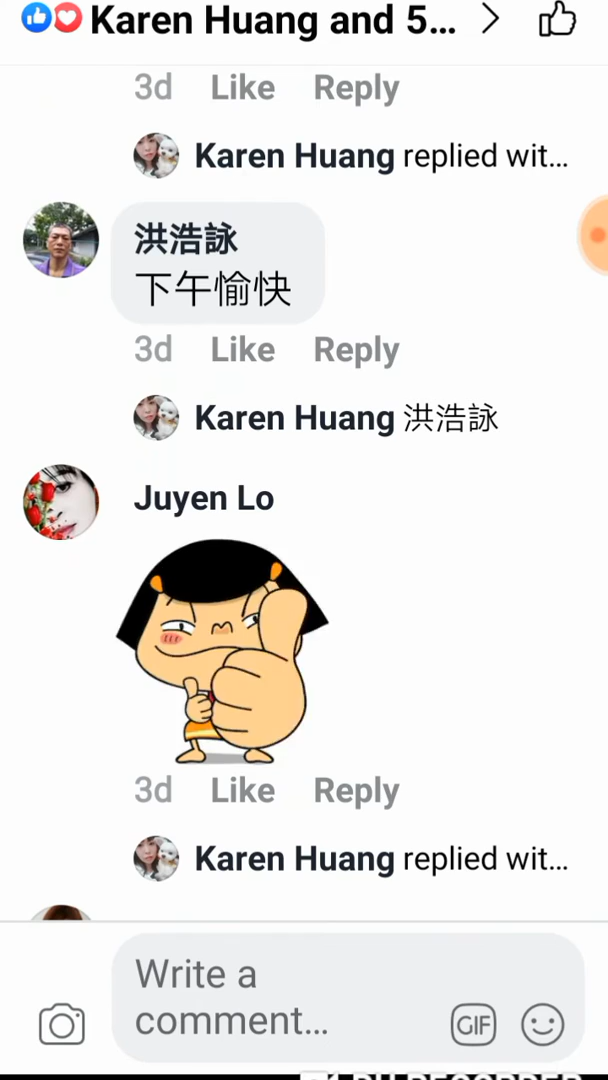 Karen Huang and 5...
3d Like Reply
Karen Huang replied wit...
洪浩詠
下午愉快
3d Like Reply
Karen Huang 洪浩詠
Juyen Lo
3d Like Reply
Karen Huang replied wit...
Write a
comment...
GIF
DU RECORDER